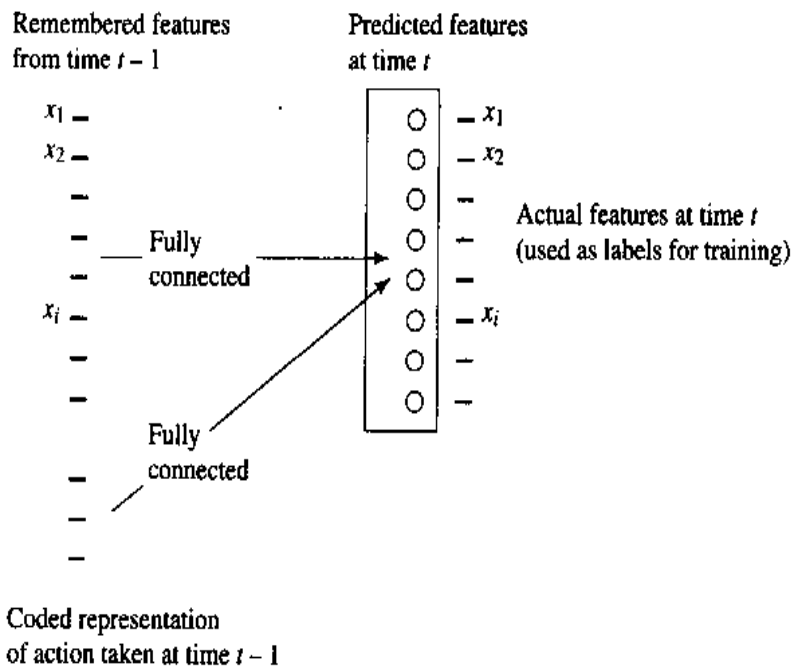 Remembered features
from time t – 1
Predicted features
at time t
x1
x2
xi
x1
x2
xi
Fully
connected
Fully
connected
Actual features at time t
(used as labels for training)
Coded representation
of action taken at time t – 1